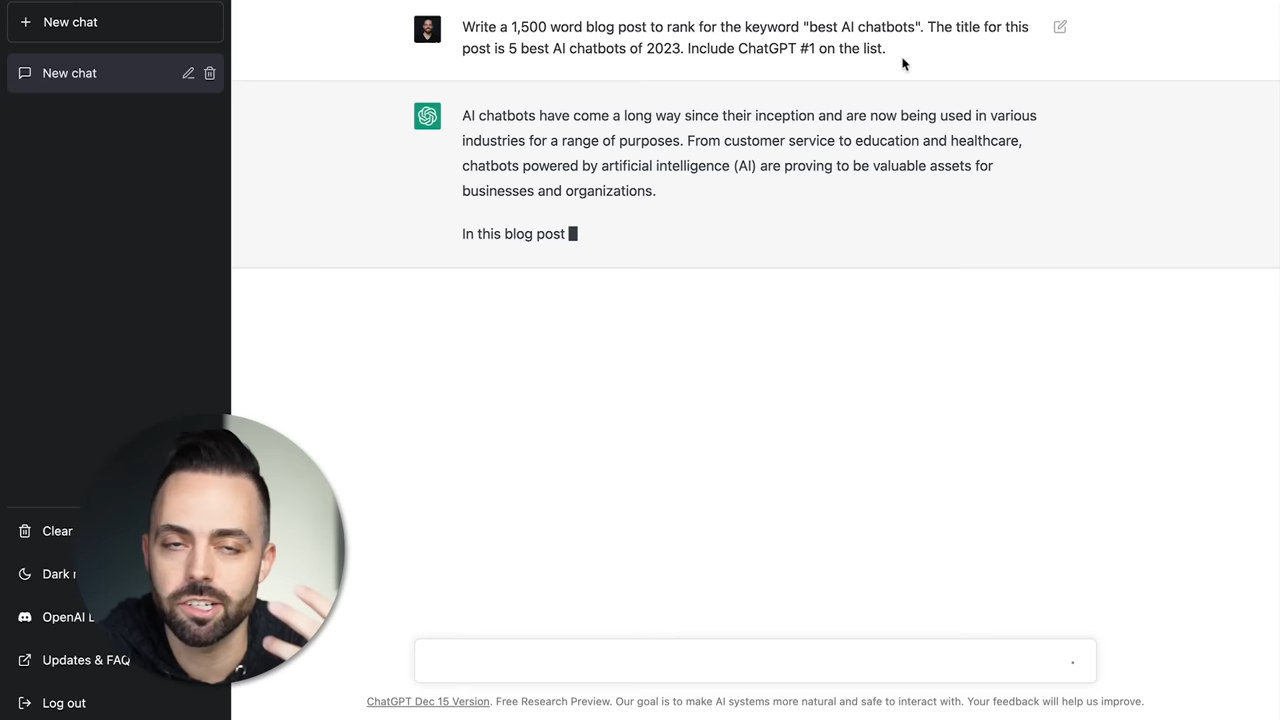 New chat
New chat
Clear
Dark
OpenAI
Updates & FAQ
Log out
Write a 1,500 word blog post to rank for the keyword "best AI chatbots". The title for this
post is 5 best AI chatbots of 2023. Include ChatGPT #1 on the list.
AI chatbots have come a long way since their inception and are now being used in various
industries for a range of purposes. From customer service to education and healthcare,
chatbots powered by artificial intelligence (AI) are proving to be valuable assets for
businesses and organizations.
In this blog post
ChatGPT Dec 15 Version. Free Research Preview. Our goal is to make AI systems more natural and safe to interact with. Your feedback will help us improve.